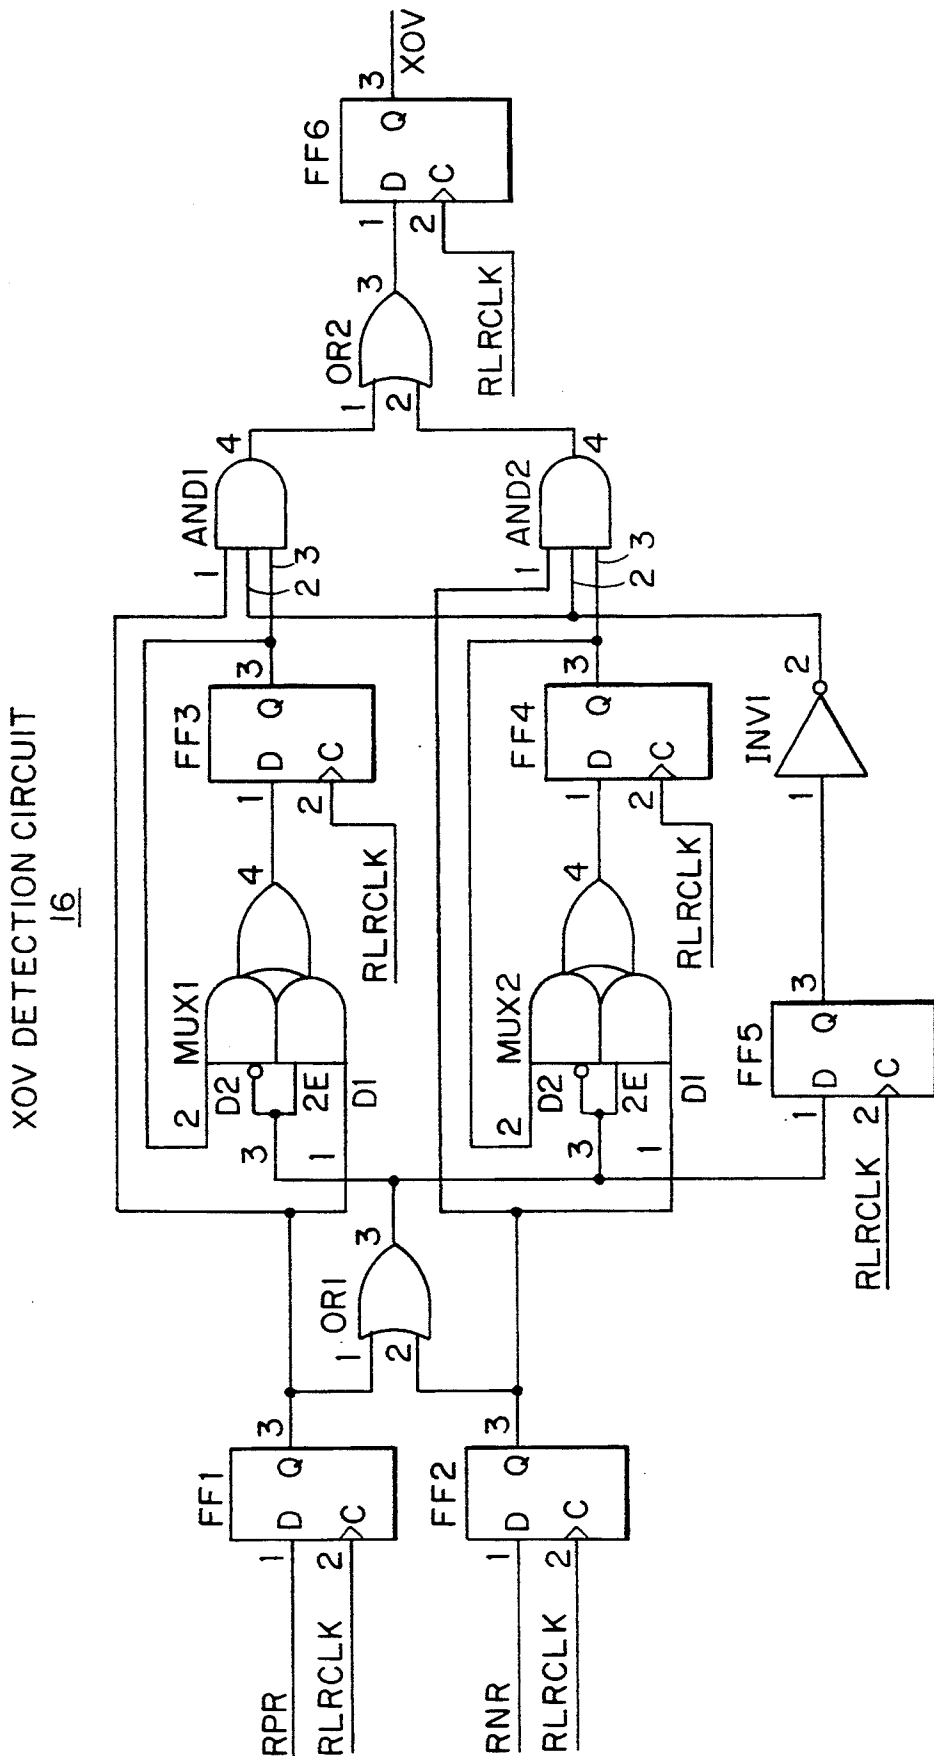 XOV DETECTION CIRCUIT
16
RPR
RLRCLK
1
2
FF1
D
Q
C
3
RNR
RLRCLK
1
2
FF2
D
Q
C
3
OR1
1
2
3
MUX1
2
D2
3
2E
1
D1
4
RLRCLK
FF3
1
2
D
Q
C
3
MUX2
2
D2
3
2E
1
D1
4
RLRCLK
FF4
1
2
D
Q
C
3
RLRCLK
FF5
1
2
D
Q
C
3
INV1
1
2
AND1
1
2
3
4
AND2
1
2
3
4
OR2
1
2
3
RLRCLK
FF6
1
2
D
Q
C
3
XOV